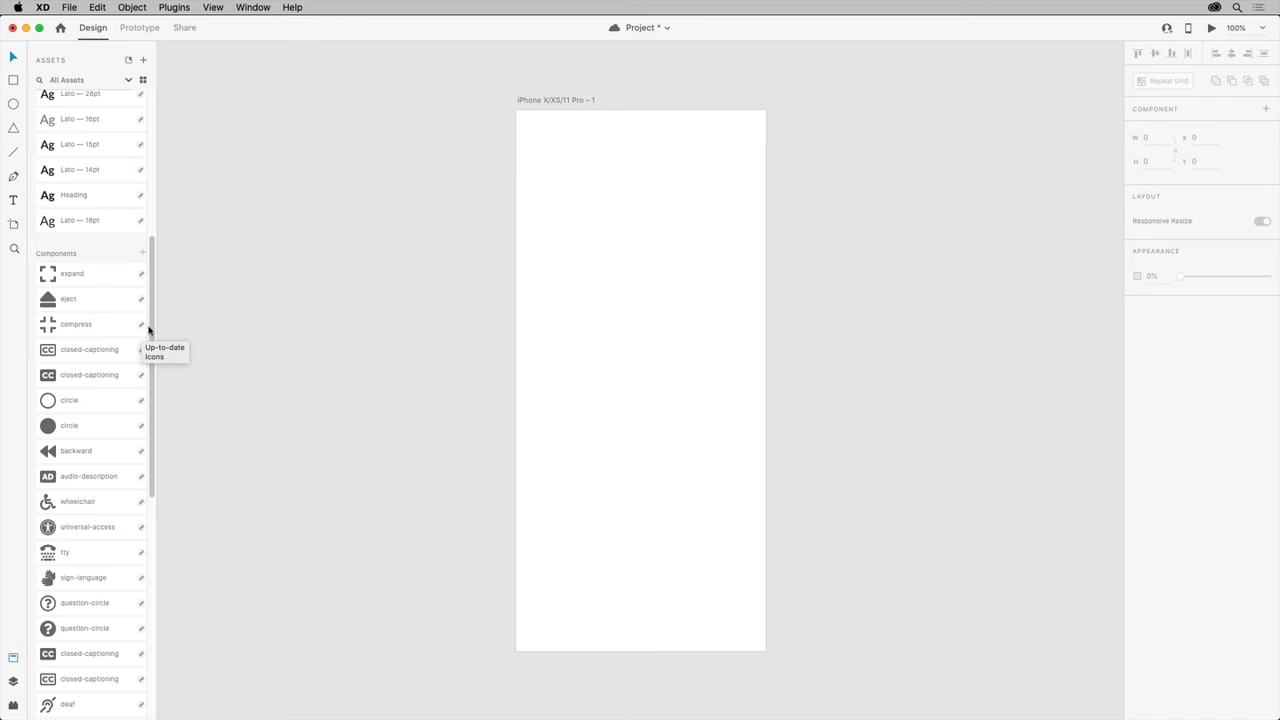 XD File Edit Object Plugins View Window Help
Design Prototype Share
Project *
100%
ASSETS
All Assets
Ag Lato — 28pt
Ag Lato — 16pt
Ag Lato — 15pt
Ag Lato — 14pt
Ag Heading
Ag Lato — 18pt
Components
expand
eject
compress
Up-to-date
Icons
CC closed-captioning
CC closed-captioning
circle
circle
backward
AD audio-description
wheelchair
universal-access
tty
sign-language
? question-circle
? question-circle
CC closed-captioning
CC closed-captioning
deaf
T
iPhone X/XS/11 Pro – 1
Repeat Grid
COMPONENT
W 0 X 0
H 0 Y 0
LAYOUT
Responsive Resize
APPEARANCE
0%